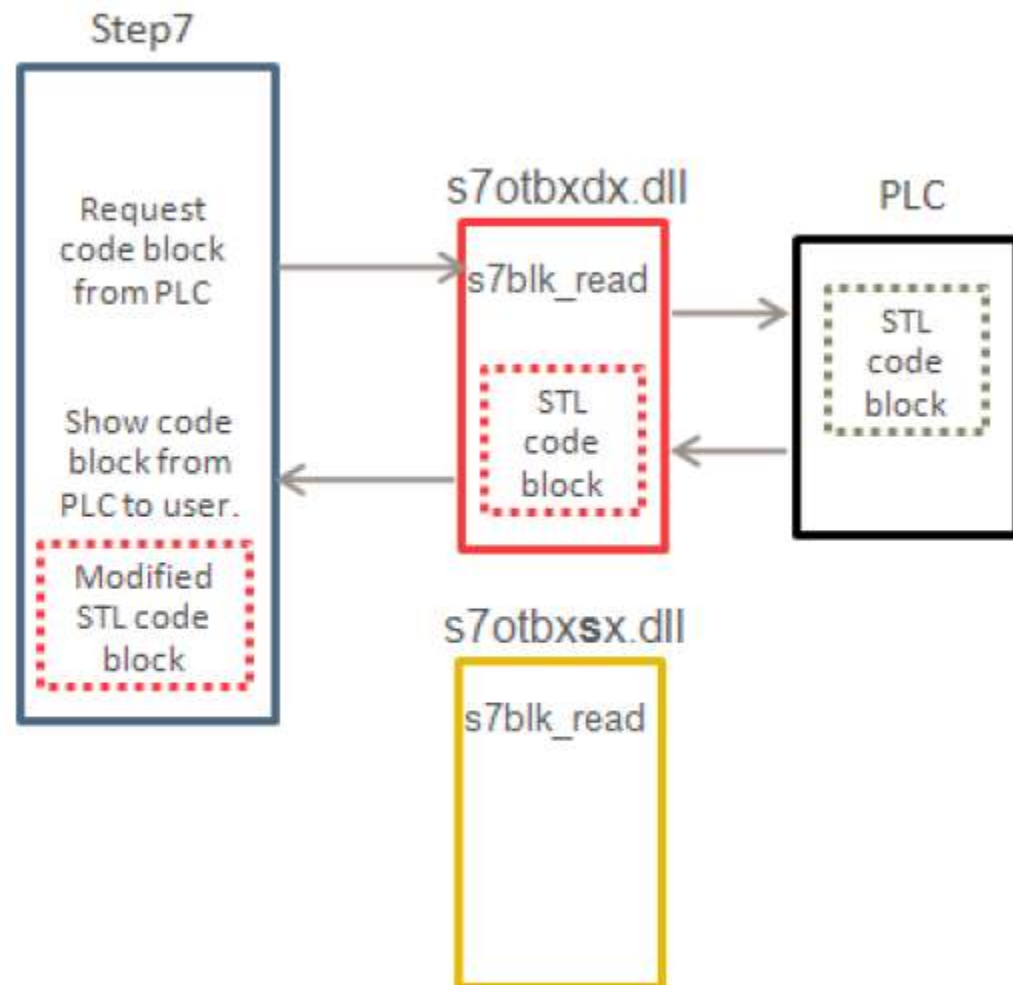 Step7
Request
code block
from PLC
Show code
block from
PLC to user.
Modified
STL code
block
s7otbxdx.dll
s7blk_read
STL
code
block
PLC
STL
code
block
s7otbxsx.dll
s7blk_read